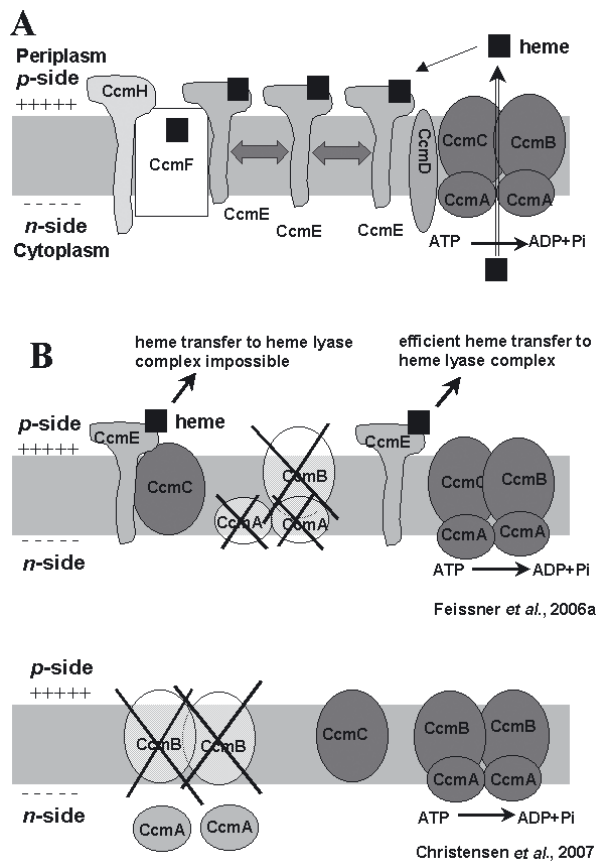 A
Periplasm
p-side
+++++
CcmH
CcmF
CcmE
CcmE
CcmE
CcmD
CcmC
CcmB
CcmA
CcmA
heme
ATP
ADP+Pi
-----
n-side
Cytoplasm
B
heme transfer to heme lyase
complex impossible
efficient heme transfer to
heme lyase complex
p-side
+++++
CcmE
heme
CcmC
CcmB
CcmA
CcmA
CcmE
CcmC
CcmB
CcmA
CcmA
-----
n-side
ATP
ADP+Pi
Feissner et al., 2006a
p-side
+++++
CcmB
CcmB
CcmC
CcmB
CcmB
CcmA
CcmA
-----
n-side
CcmA
CcmA
ATP
ADP+Pi
Christensen et al., 2007